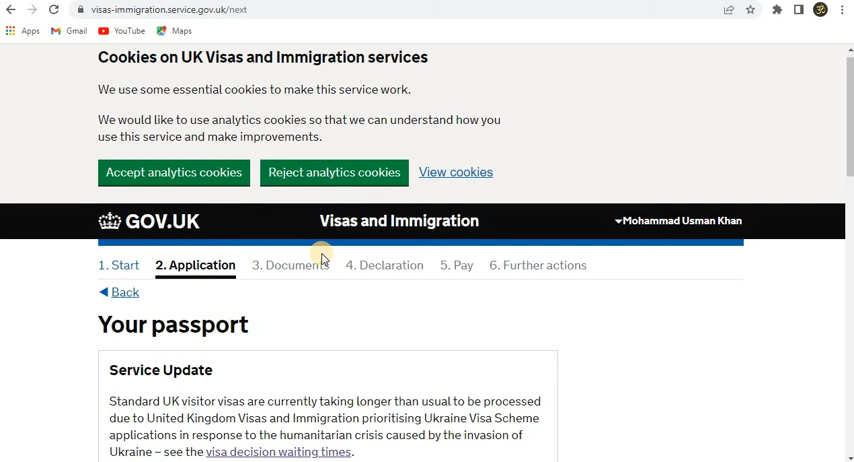 visas-immigration.service.gov.uk/next
Apps Gmail YouTube Maps
Cookies on UK Visas and Immigration services
We use some essential cookies to make this service work.
We would like to use analytics cookies so that we can understand how you
use this service and make improvements.
Accept analytics cookies Reject analytics cookies View cookies
GOV.UK Visas and Immigration Mohammad Usman Khan
1. Start 2. Application 3. Documents 4. Declaration 5. Pay 6. Further actions
Back
Your passport
Service Update
Standard UK visitor visas are currently taking longer than usual to be processed
due to United Kingdom Visas and Immigration prioritising Ukraine Visa Scheme
applications in response to the humanitarian crisis caused by the invasion of
Ukraine – see the visa decision waiting times.